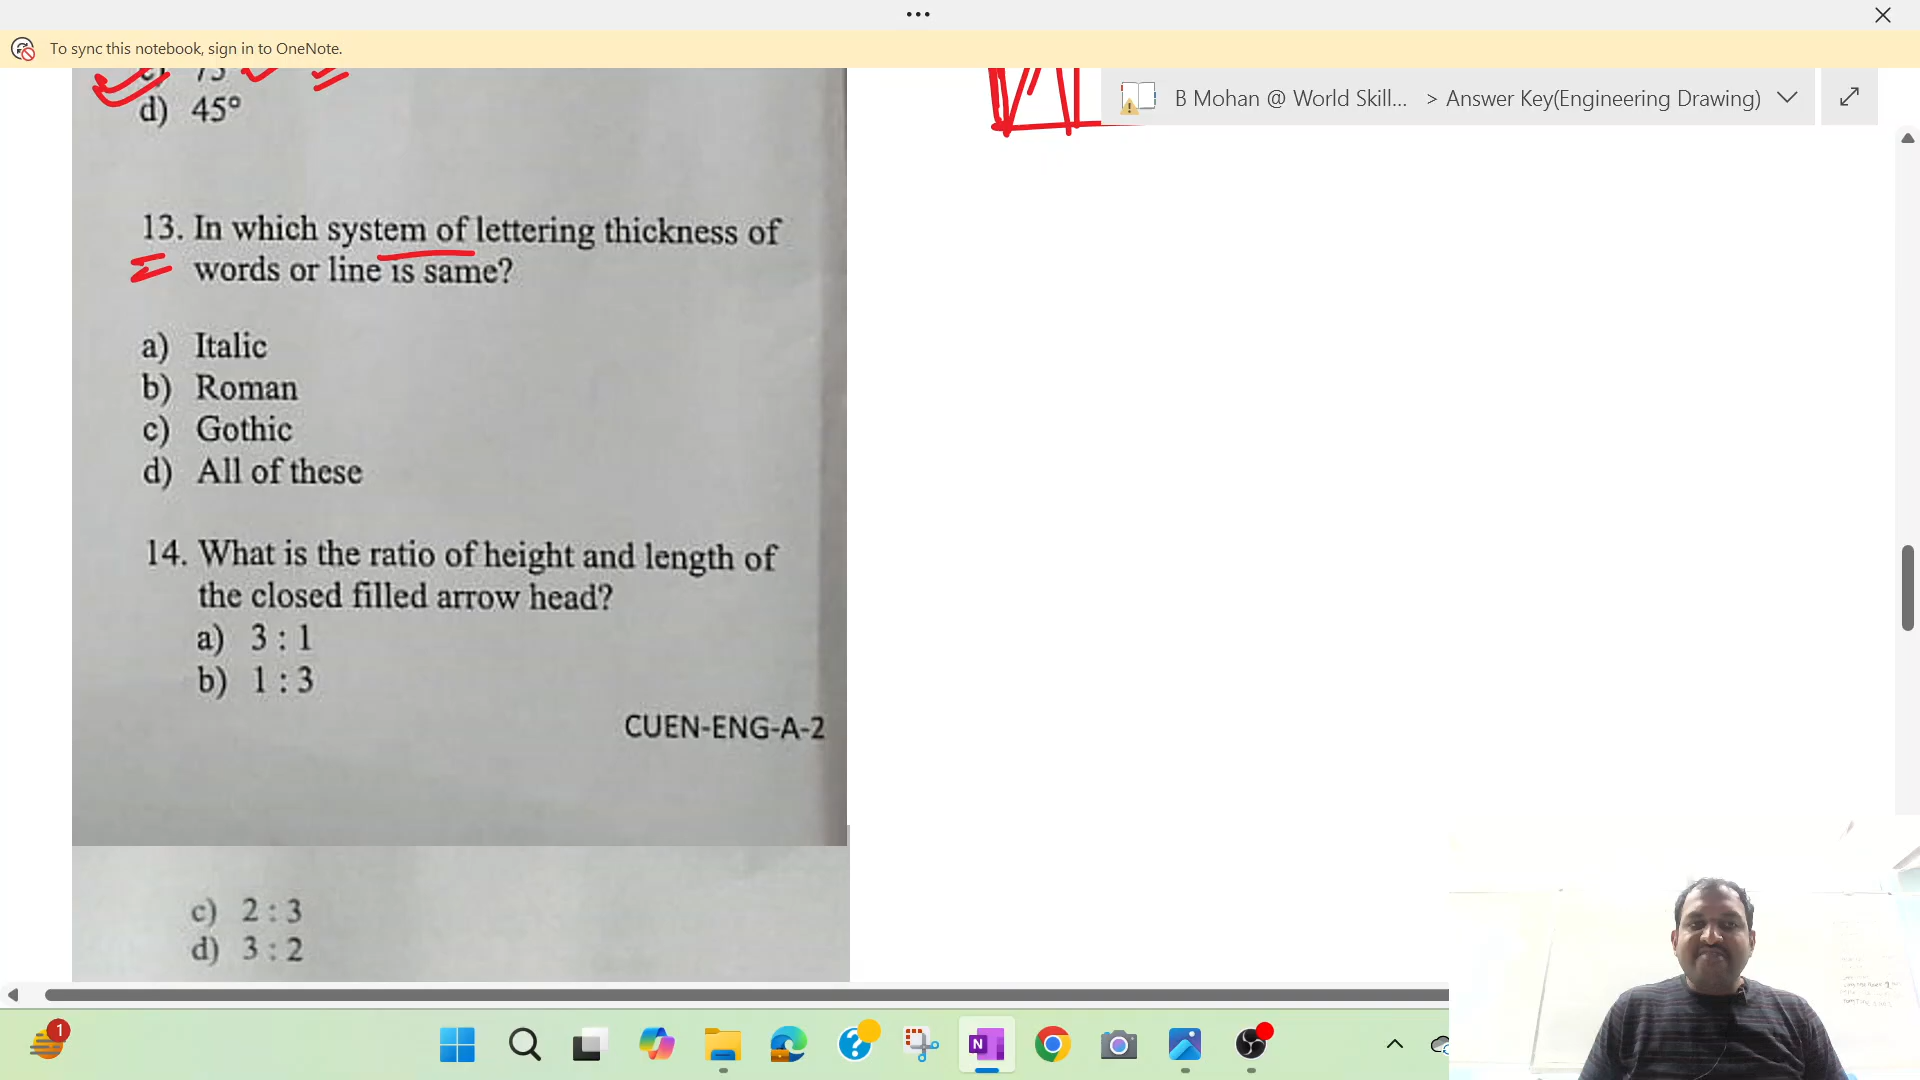 To sync this notebook, sign in to OneNote.
B Mohan @ World Skill... > Answer Key(Engineering Drawing)
d) 45°
13. In which system of lettering thickness of
words or line is same?
a) Italic
b) Roman
c) Gothic
d) All of these
14. What is the ratio of height and length of
the closed filled arrow head?
a) 3 : 1
b) 1 : 3
CUEN-ENG-A-2
c) 2 : 3
d) 3 : 2
1